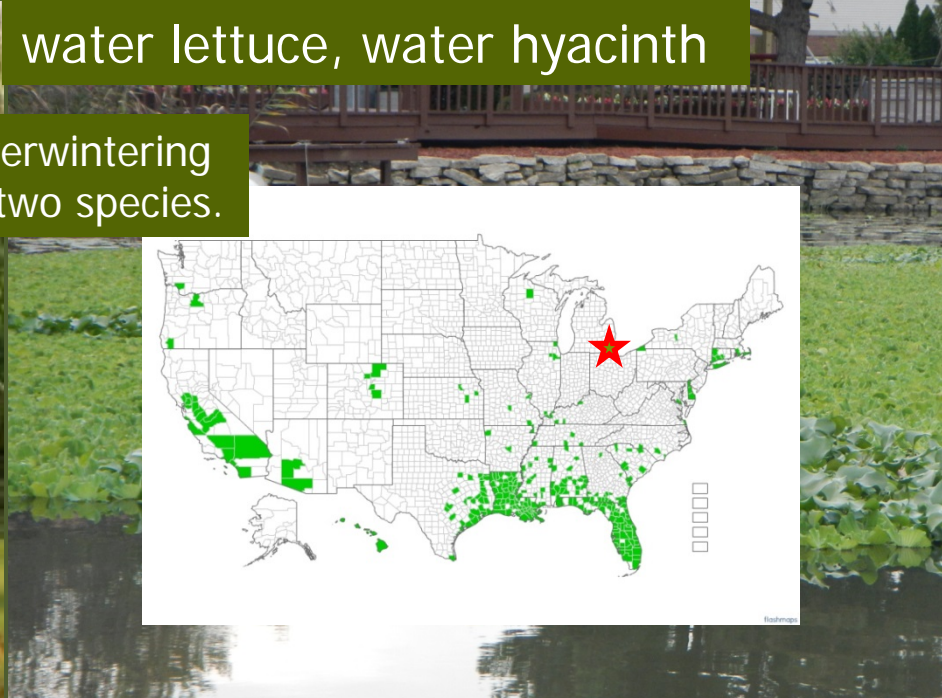 water lettuce, water hyacinth
erwintering
two species.
flashmaps